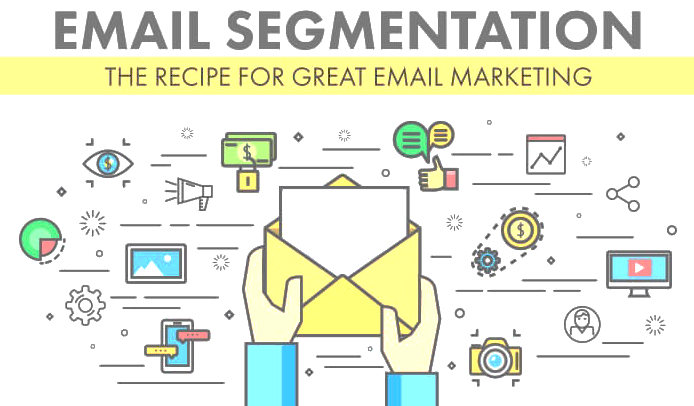 EMAIL SEGMENTATION
THE RECIPE FOR GREAT EMAIL MARKETING
$
$
$